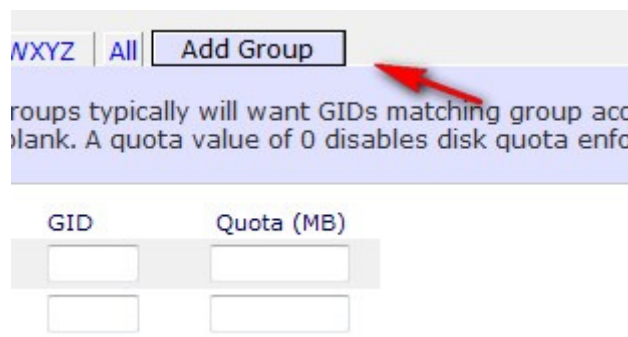 WXYZ All Add Group
roups typically will want GIDs matching group acc
blank. A quota value of 0 disables disk quota enfo
GID Quota (MB)